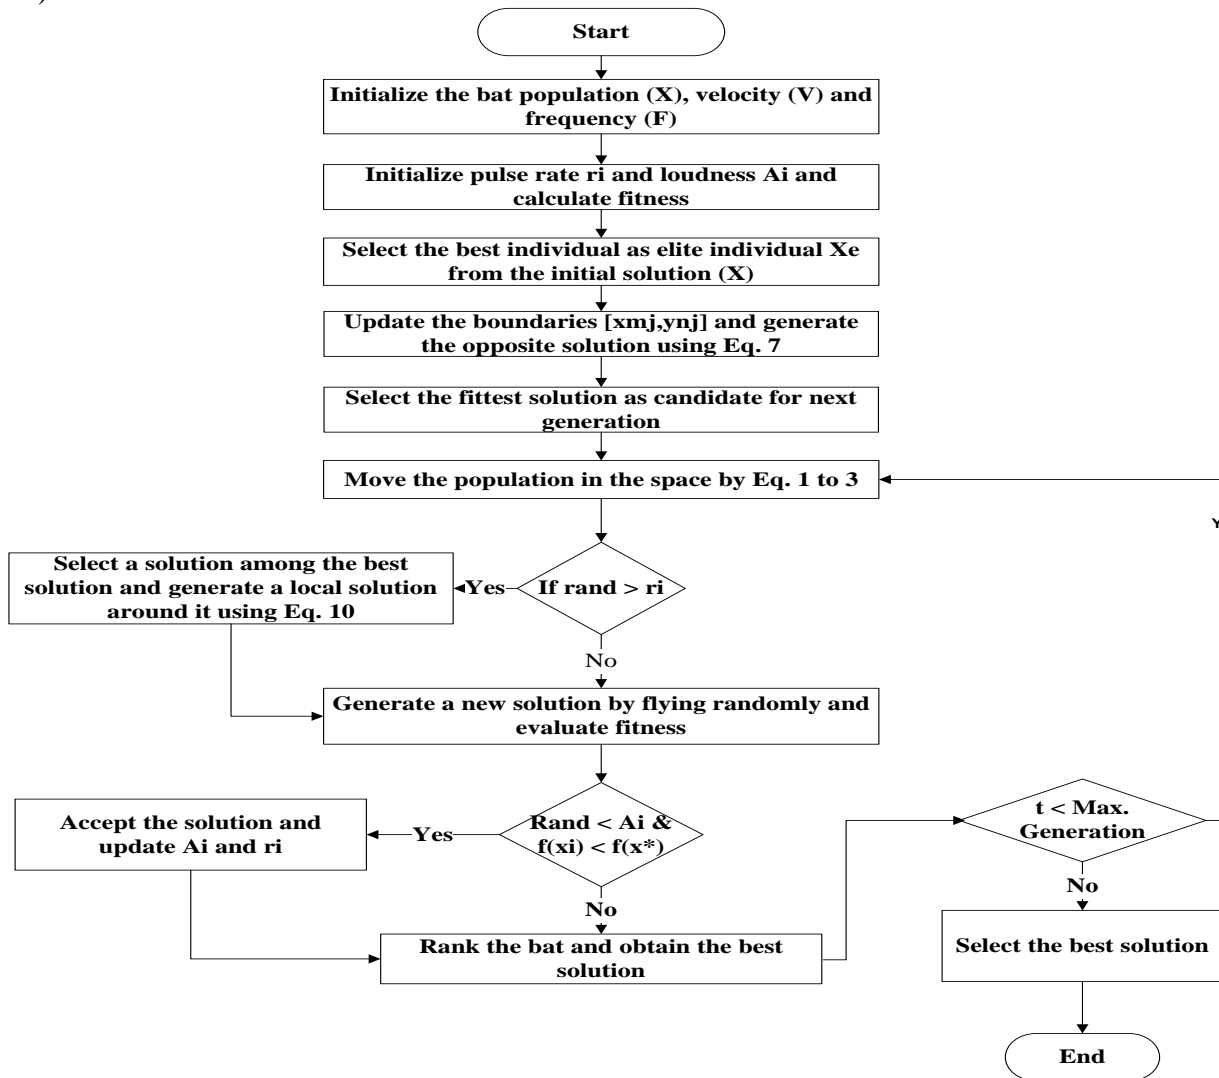 )
Start
Initialize the bat population (X), velocity (V) and
frequency (F)
Initialize pulse rate ri and loudness Ai and
calculate fitness
Select the best individual as elite individual Xe
from the initial solution (X)
Update the boundaries [xmj,ynj] and generate
the opposite solution using Eq. 7
Select the fittest solution as candidate for next
generation
Move the population in the space by Eq. 1 to 3
Y
Select a solution among the best
solution and generate a local solution
around it using Eq. 10
Yes
If rand > ri
No
Generate a new solution by flying randomly and
evaluate fitness
Accept the solution and
update Ai and ri
Yes
Rand < Ai &
f(xi) < f(x*)
t < Max.
Generation
No
No
Rank the bat and obtain the best
solution
Select the best solution
End